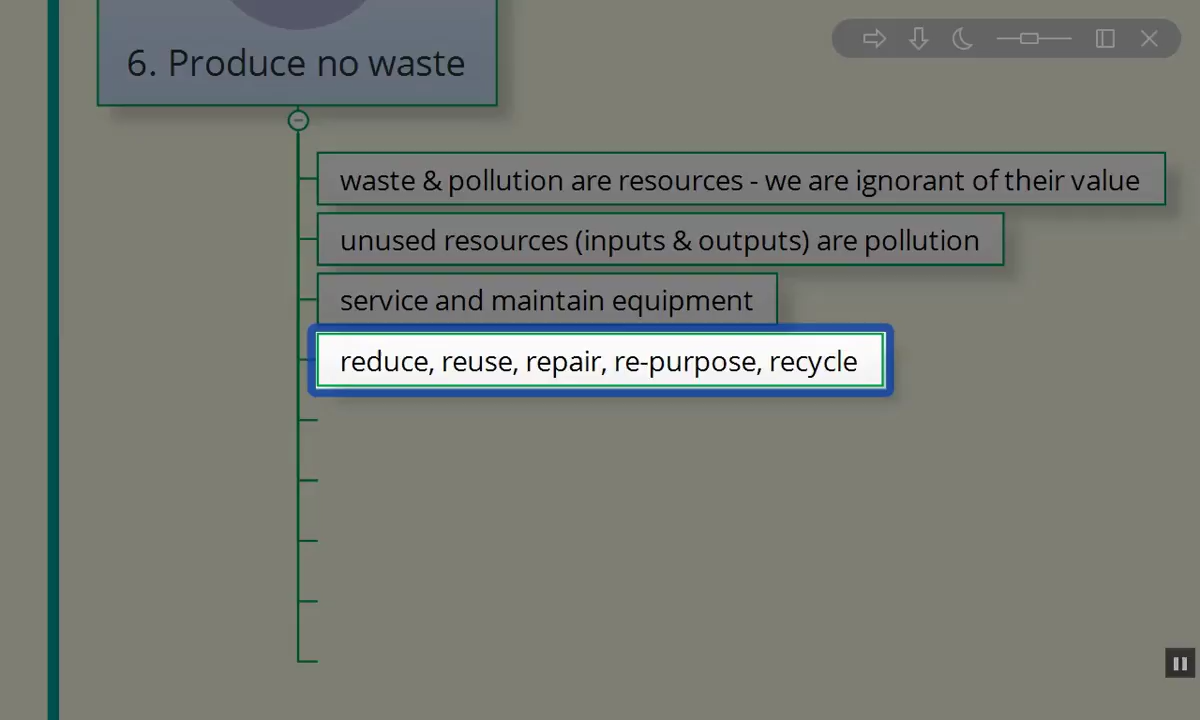 6. Produce no waste
waste & pollution are resources - we are ignorant of their value
unused resources (inputs & outputs) are pollution
service and maintain equipment
reduce, reuse, repair, re-purpose, recycle